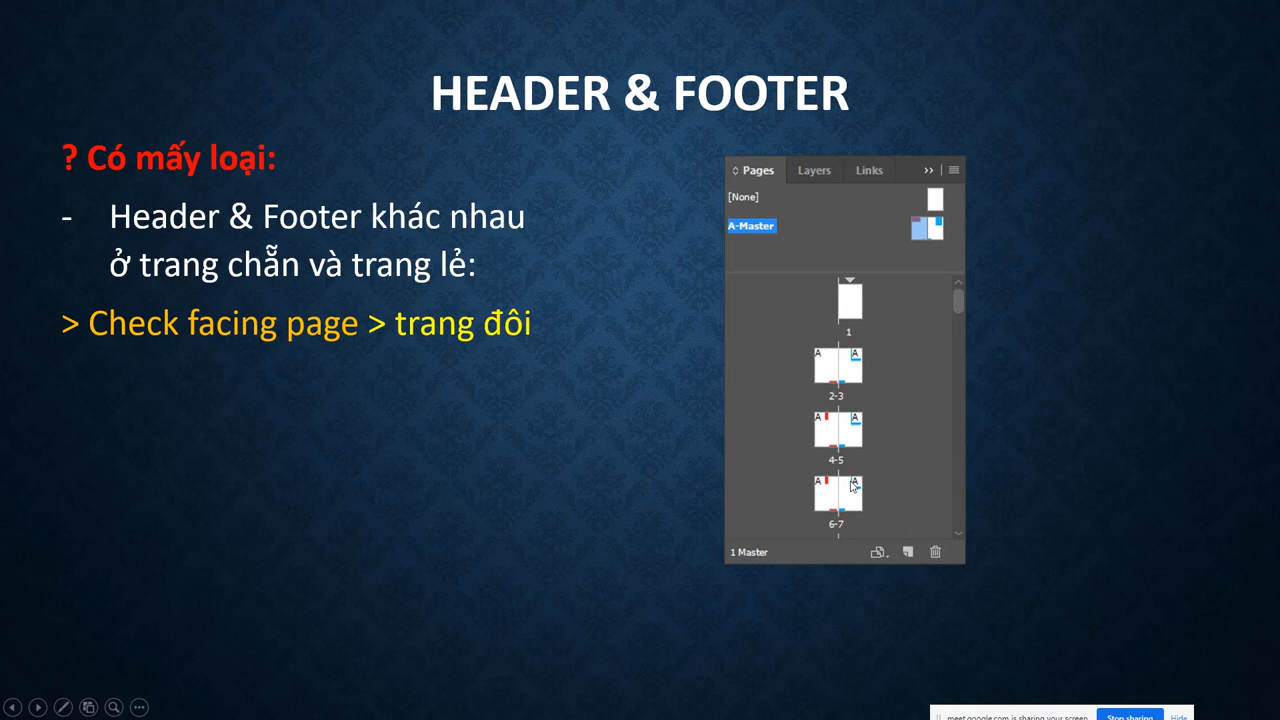 HEADER & FOOTER
? Có mấy loại:
- Header & Footer khác nhau
ở trang chẵn và trang lẻ:
> Check facing page > trang đôi
Pages Layers Links
[None]
A-Master
1
A A
2-3
A A
4-5
A A
6-7
1 Master
meet.google.com is sharing your screen. Stop sharing Hide